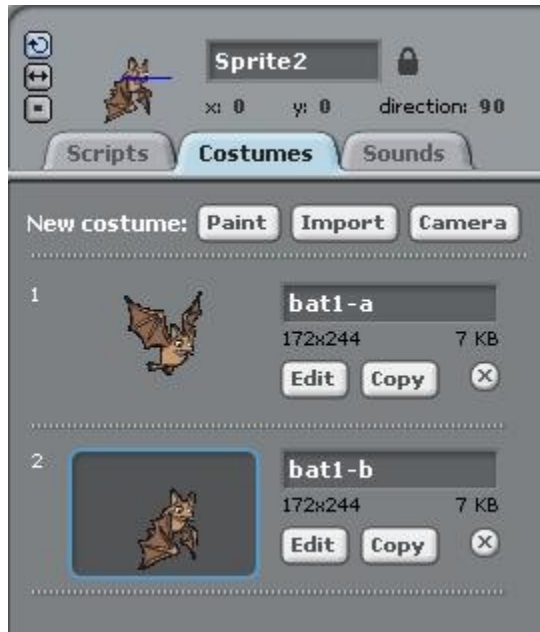 Sprite2
x: 0 y: 0 direction: 90
Scripts Costumes Sounds
New costume: Paint Import Camera
1
bat1-a
172x244 7 KB
Edit Copy
2
bat1-b
172x244 7 KB
Edit Copy